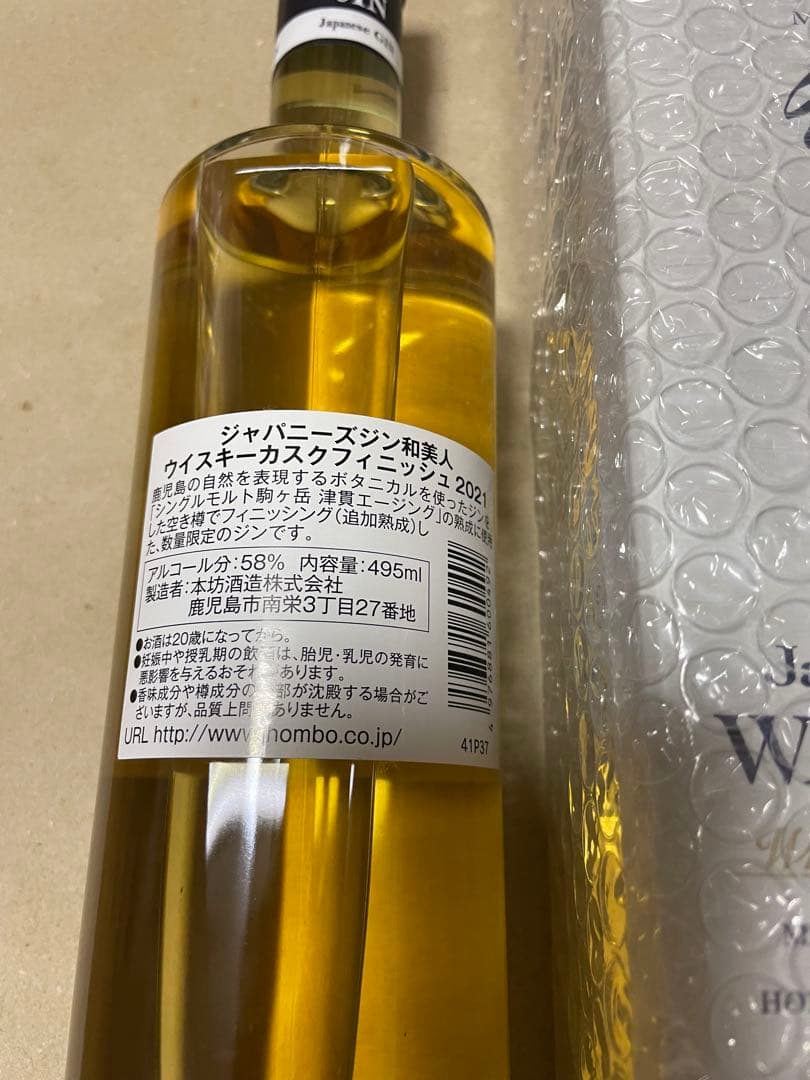 Japanese GIN
ジャパニーズジン和美人
ウイスキーカスクフィニッシュ 2021
鹿児島の自然を表現するボタニカルを使ったジンを、
「シングルモルト駒ヶ岳 津貫エージング」の熟成に使用
した空き樽でフィニッシング(追加熟成)し
た、数量限定のジンです。
アルコール分:58% 内容量:495ml
製造者:本坊酒造株式会社
鹿児島市南栄3丁目27番地
●お酒は20歳になってから。
●妊娠中や授乳期の飲酒は、胎児・乳児の発育に
悪影響を与えるおそれがあります。
●香味成分や樽成分の一部が沈殿する場合がご
ざいますが、品質上問題ありません。
URL http://www.hombo.co.jp/
41P37
W
HO